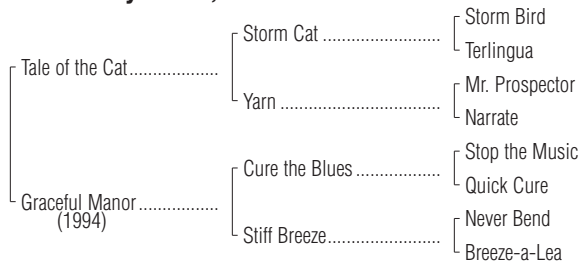 Storm Bird
Storm Cat ..............................
Terlingua
Tale of the Cat.....................
Mr. Prospector
Yarn ........................................
Narrate
Stop the Music
Cure the Blues .....................
Quick Cure
Graceful Manor...................
(1994)
Never Bend
Stiff Breeze............................
Breeze-a-Lea